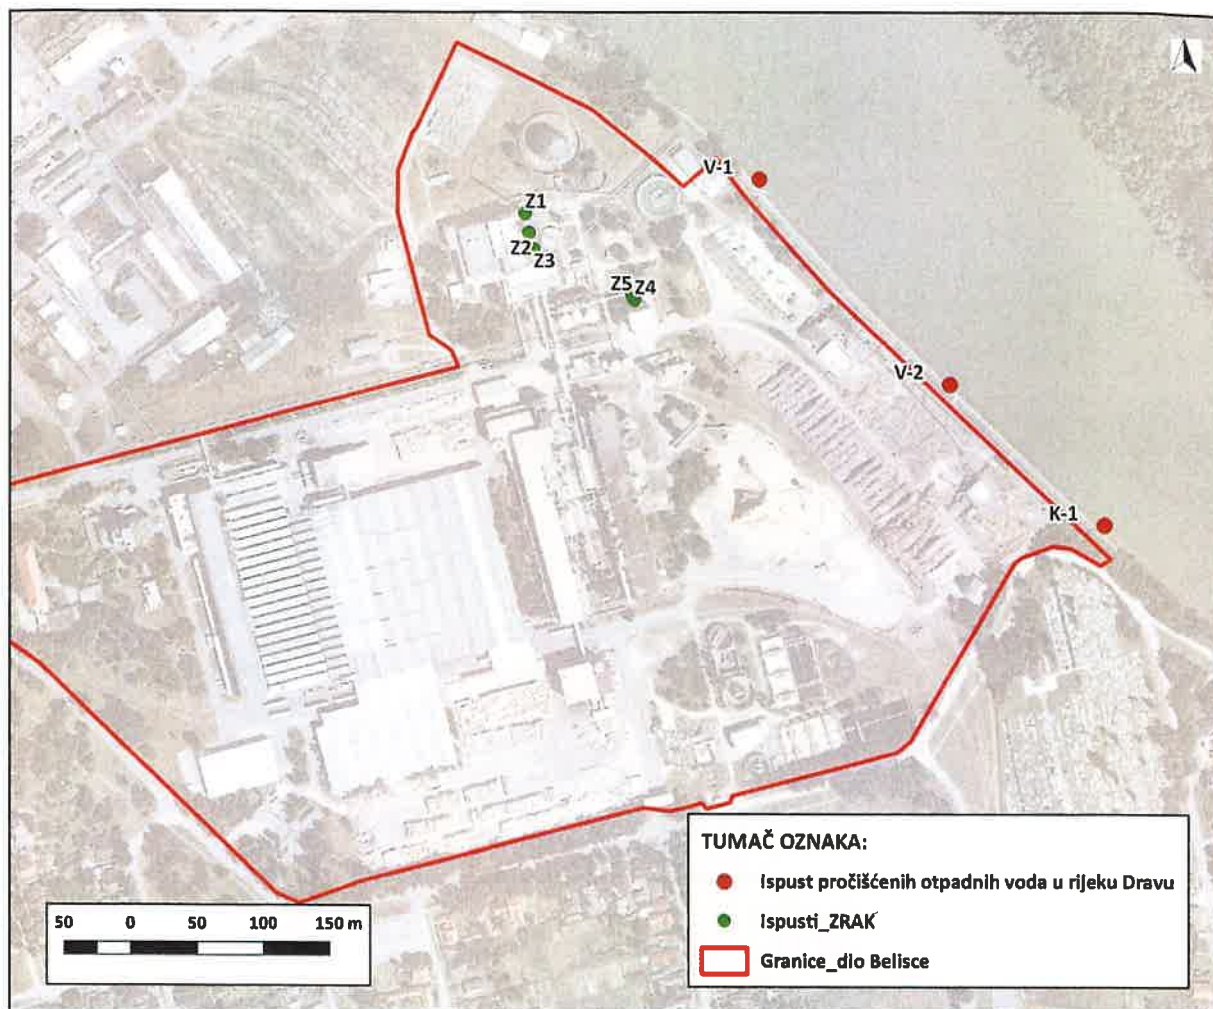 V-1
Z1
Z2
Z3
Z5 Z4
V-2
K-1
TUMAČ OZNAKA:
Ispust pročišćenih otpadnih voda u rijeku Dravu
Ispusti_ZRAK
Granice_dio Belisce
50 0 50 100 150 m